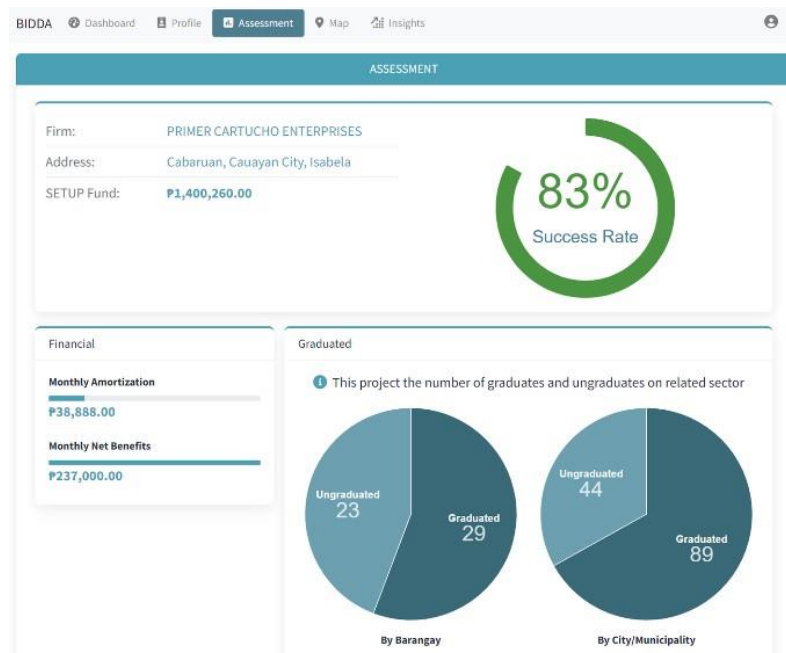 BIDDA Dashboard Profile Assessment Map Insights
ASSESSMENT
Firm: PRIMER CARTUCHO ENTERPRISES
Address: Cabaruan, Cauayan City, Isabela
SETUP Fund: ₱1,400,260.00
83%
Success Rate
Financial
Monthly Amortization
₱38,888.00
Monthly Net Benefits
₱237,000.00
Graduated
This project the number of graduates and ungraduates on related sector
Ungraduated
23
Graduated
29
By Barangay
Ungraduated
44
Graduated
89
By City/Municipality